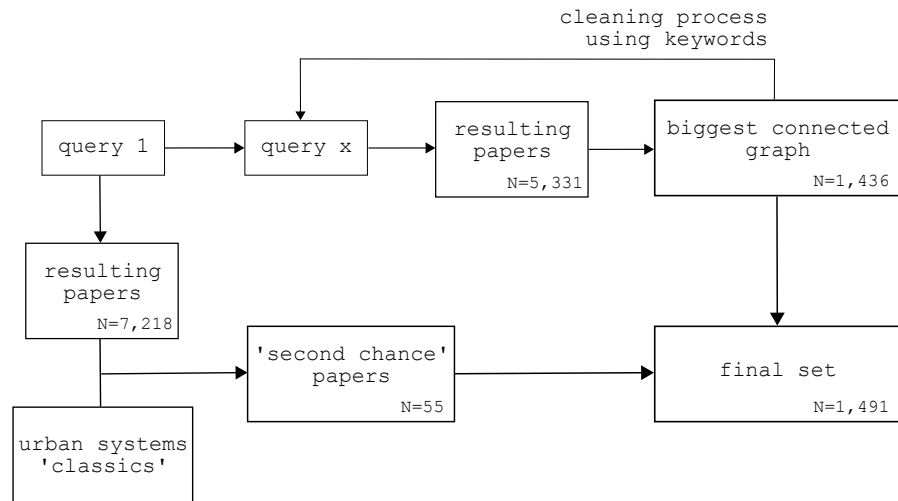 cleaning process
using keywords
query 1
query x
resulting
papers
N=5,331
biggest connected
graph
N=1,436
resulting
papers
N=7,218
'second chance'
papers
N=55
final set
N=1,491
urban systems
'classics'